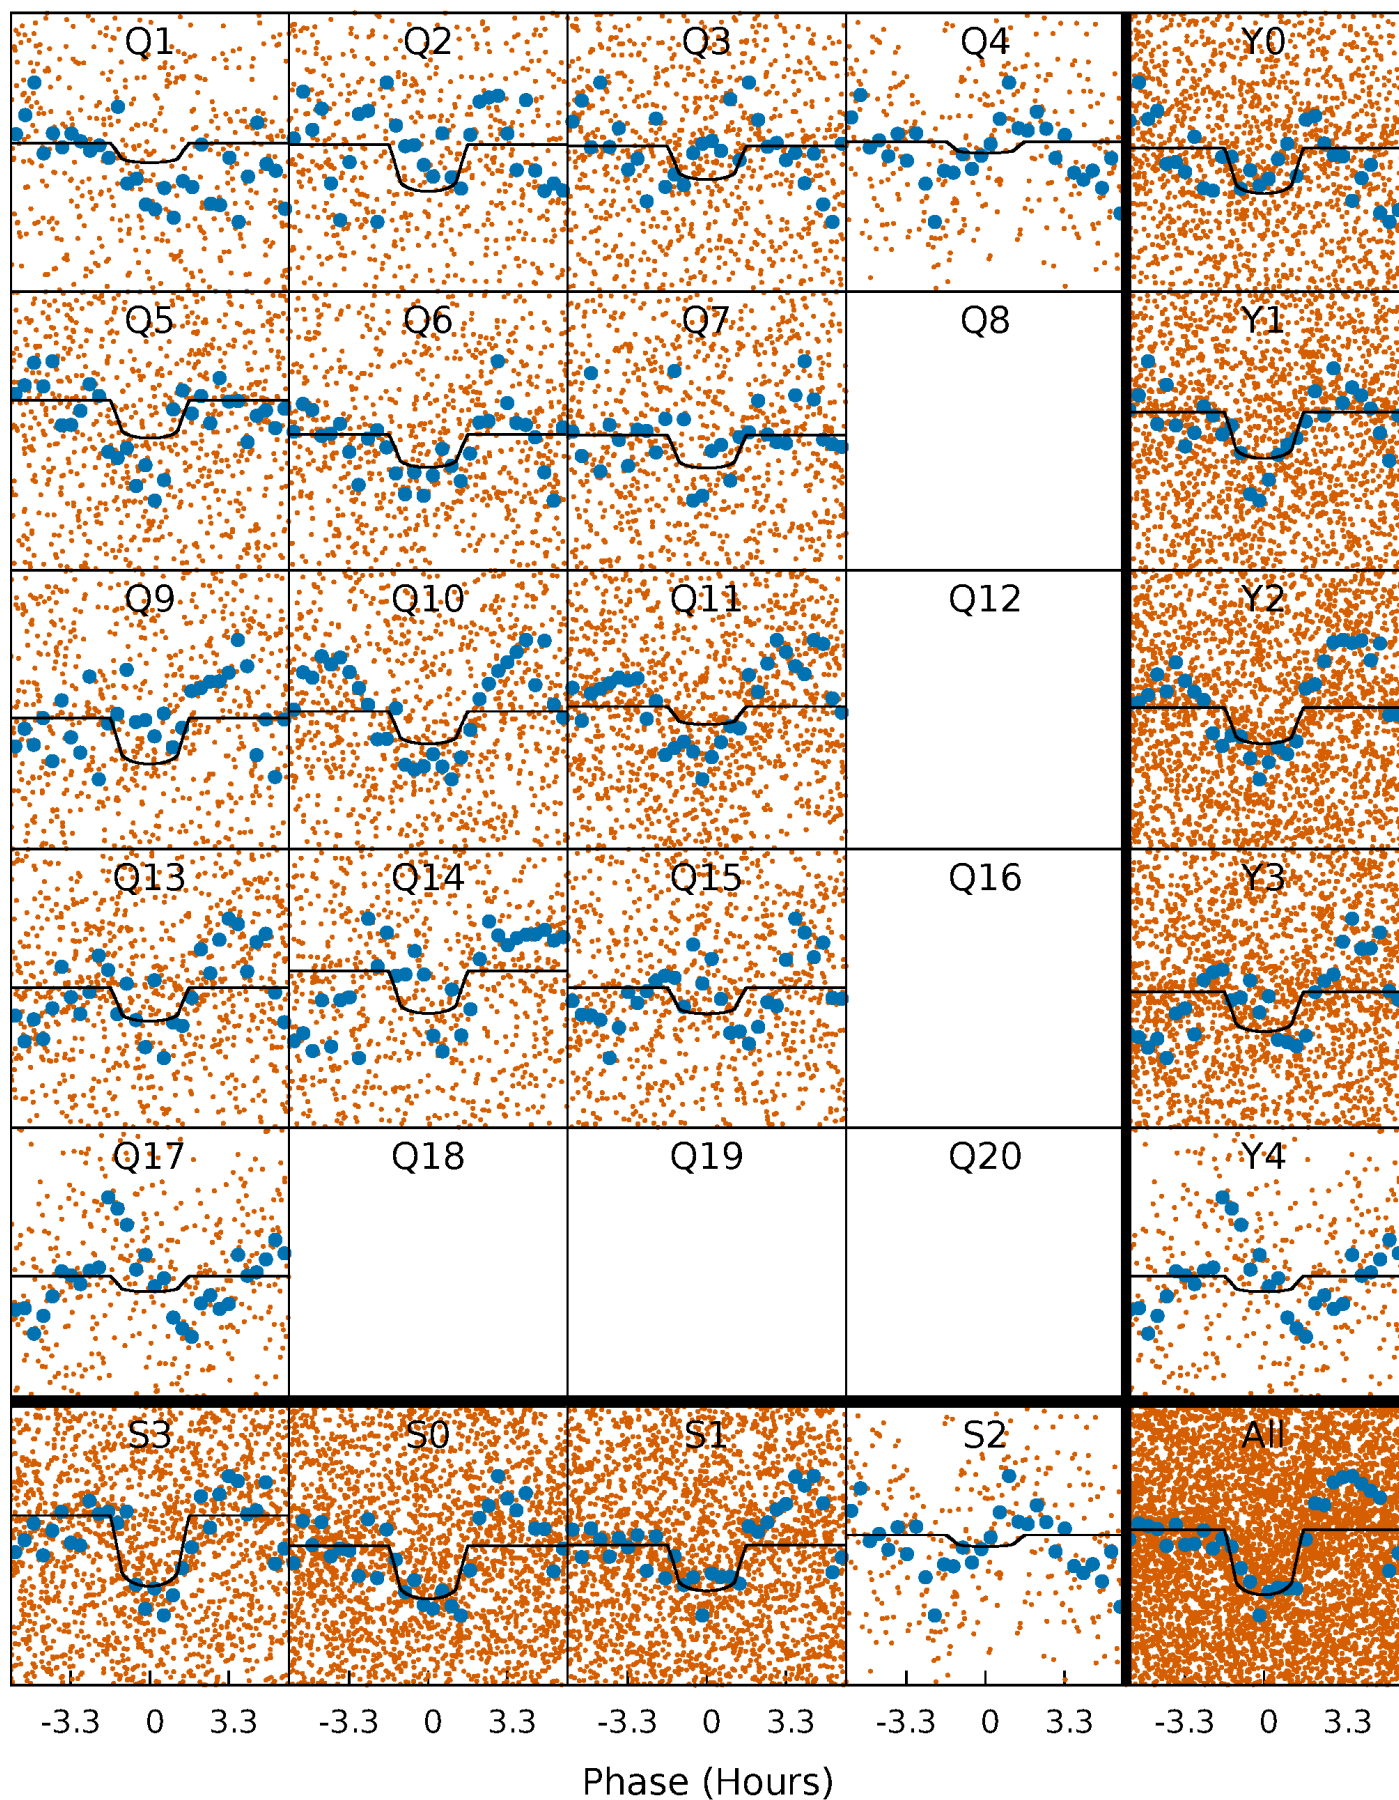 Q1 Q2 Q3 Q4 Y0
Q5 Q6 Q7 Q8 Y1
Q9 Q10 Q11 Q12 Y2
Q13 Q14 Q15 Q16 Y3
Q17 Q18 Q19 Q20 Y4
S3 S0 S1 S2 All
-3.3 0 3.3 -3.3 0 3.3 -3.3 0 3.3 -3.3 0 3.3 -3.3 0 3.3
Phase (Hours)